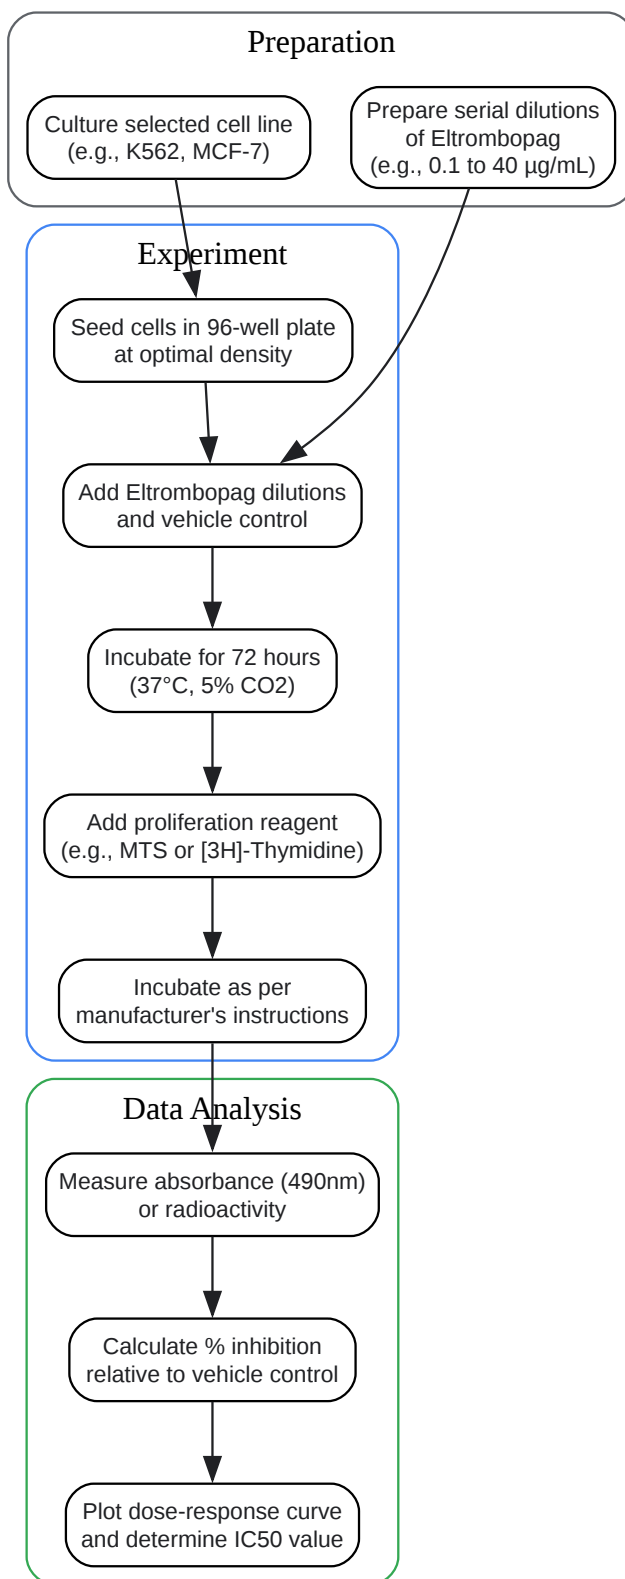 Preparation
Culture selected cell line
(e.g., K562, MCF-7)
Prepare serial dilutions
of Eltrombopag
(e.g., 0.1 to 40 µg/mL)
Experiment
Seed cells in 96-well plate
at optimal density
Add Eltrombopag dilutions
and vehicle control
Incubate for 72 hours
(37°C, 5% CO2)
Add proliferation reagent
(e.g., MTS or [3H]-Thymidine)
Incubate as per
manufacturer's instructions
Data Analysis
Measure absorbance (490nm)
or radioactivity
Calculate % inhibition
relative to vehicle control
Plot dose-response curve
and determine IC50 value